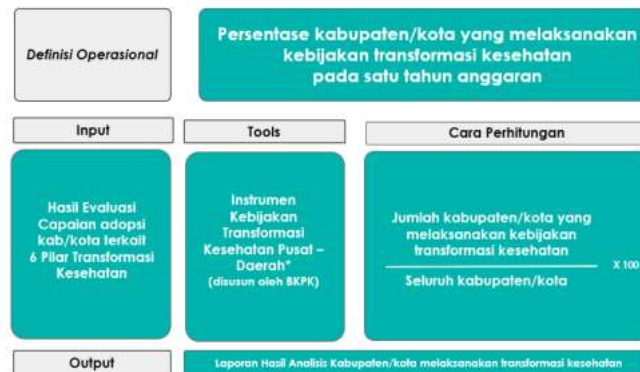 Definisi Operasional
Persentase kabupaten/kota yang melaksanakan
kebijakan transformasi kesehatan
pada satu tahun anggaran
Input
Tools
Cara Perhitungan
Hasil Evaluasi
Capaian adopsi
kab/kota terkait
6 Pilar Transformasi
Kesehatan
Instrumen
Kebijakan
Transformasi
Kesehatan Pusat –
Daerah*
(disusun oleh BKPK)
Jumlah kabupaten/kota yang
melaksanakan kebijakan
transformasi kesehatan
Seluruh kabupaten/kota
X 100
Output
Laporan Hasil Analisis Kabupaten/kota melaksanakan transformasi kesehatan